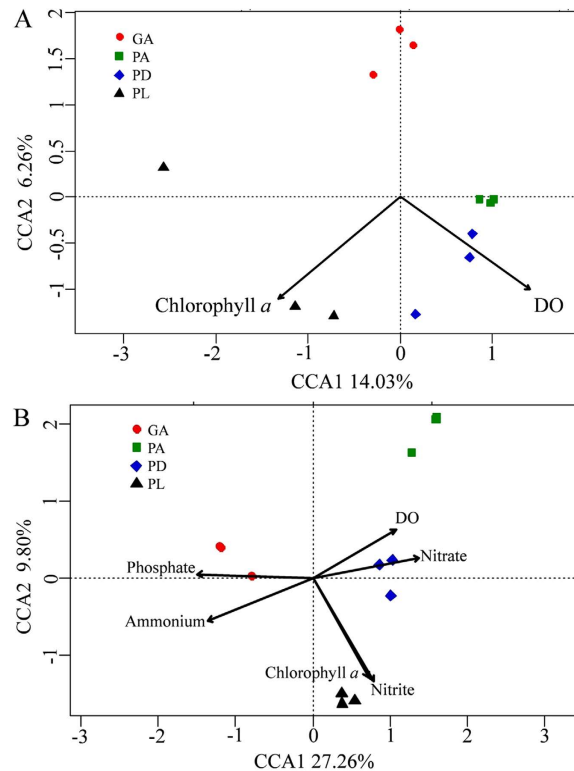 A
2
1.5
1
0.5
0
-0.5
-1
CCA2 6.26%
GA
PA
PD
PL
Chlorophyll a
DO
-3
-2
-1
0
1
CCA1 14.03%
B
2
1
0
-1
CCA2 9.80%
GA
PA
PD
PL
DO
Nitrate
Phosphate
Ammonium
Chlorophyll a
Nitrite
-3
-2
-1
0
1
2
3
CCA1 27.26%